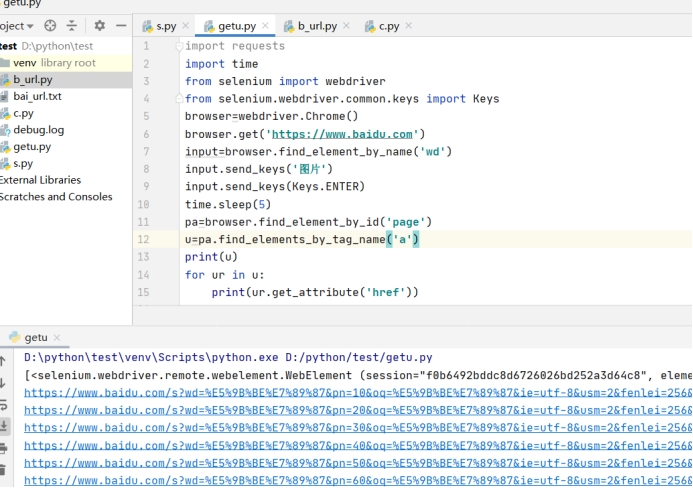 getu.py
oject
s.py
getu.py
b_url.py
c.py
test D:\python\test
venv library root
b_url.py
bai_url.txt
c.py
debug.log
getu.py
s.py
External Libraries
Scratches and Consoles
1 import requests
2 import time
3 from selenium import webdriver
4 from selenium.webdriver.common.keys import Keys
5 browser=webdriver.Chrome()
6 browser.get('https://www.baidu.com')
7 input=browser.find_element_by_name('wd')
8 input.send_keys('图片')
9 input.send_keys(Keys.ENTER)
10 time.sleep(5)
11 pa=browser.find_element_by_id('page')
12 u=pa.find_elements_by_tag_name('a')
13 print(u)
14 for ur in u:
15 print(ur.get_attribute('href'))
getu
D:\python\test\venv\Scripts\python.exe D:/python/test/getu.py
[<selenium.webdriver.remote.webelement.WebElement (session="f0b6492bddc8d6726026bd252a3d64c8", eleme
https://www.baidu.com/s?wd=%E5%9B%BE%E7%89%87&pn=10&oq=%E5%9B%BE%E7%89%87&ie=utf-8&usm=2&fenlei=256&
https://www.baidu.com/s?wd=%E5%9B%BE%E7%89%87&pn=20&oq=%E5%9B%BE%E7%89%87&ie=utf-8&usm=2&fenlei=256&
https://www.baidu.com/s?wd=%E5%9B%BE%E7%89%87&pn=30&oq=%E5%9B%BE%E7%89%87&ie=utf-8&usm=2&fenlei=256&
https://www.baidu.com/s?wd=%E5%9B%BE%E7%89%87&pn=40&oq=%E5%9B%BE%E7%89%87&ie=utf-8&usm=2&fenlei=256&
https://www.baidu.com/s?wd=%E5%9B%BE%E7%89%87&pn=50&oq=%E5%9B%BE%E7%89%87&ie=utf-8&usm=2&fenlei=256&
https://www.baidu.com/s?wd=%E5%9B%BE%E7%89%87&pn=60&oq=%E5%9B%BE%E7%89%87&ie=utf-8&usm=2&fenlei=256&